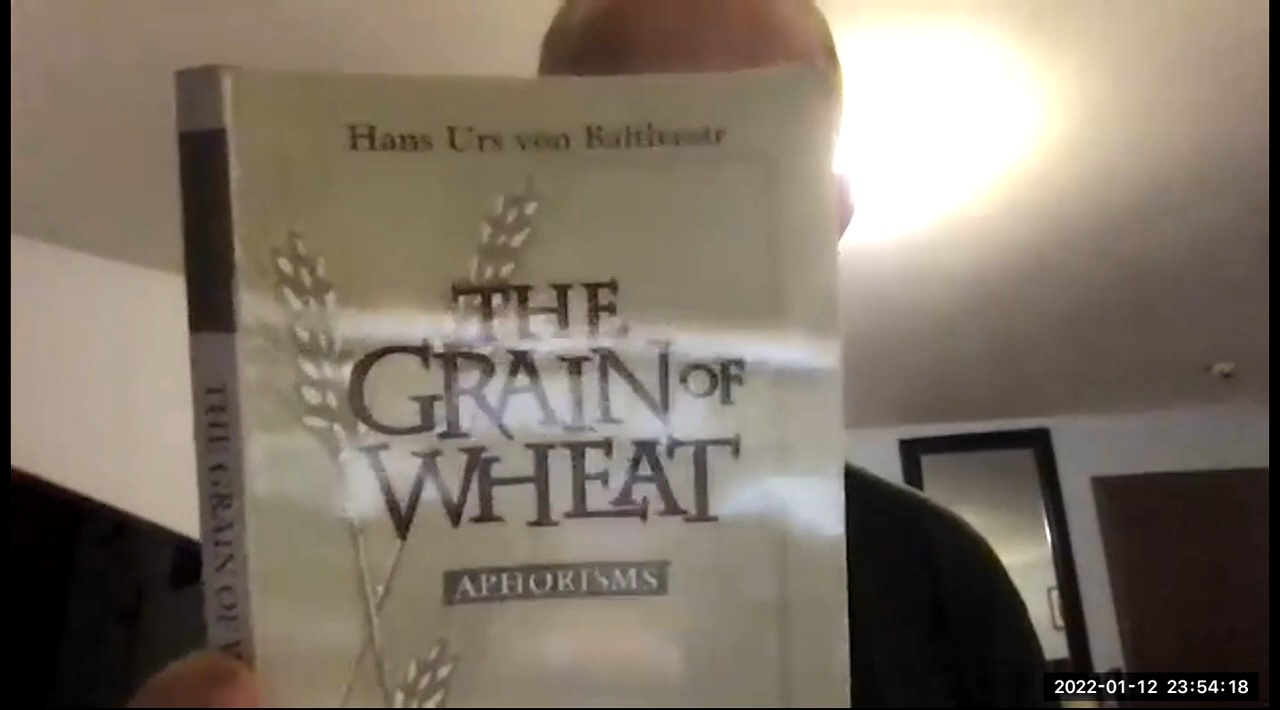 Hans Urs von Balthasar
THE
GRAIN OF
WHEAT
APHORISMS
THE GRAIN OF W
2022-01-12 23:54:18